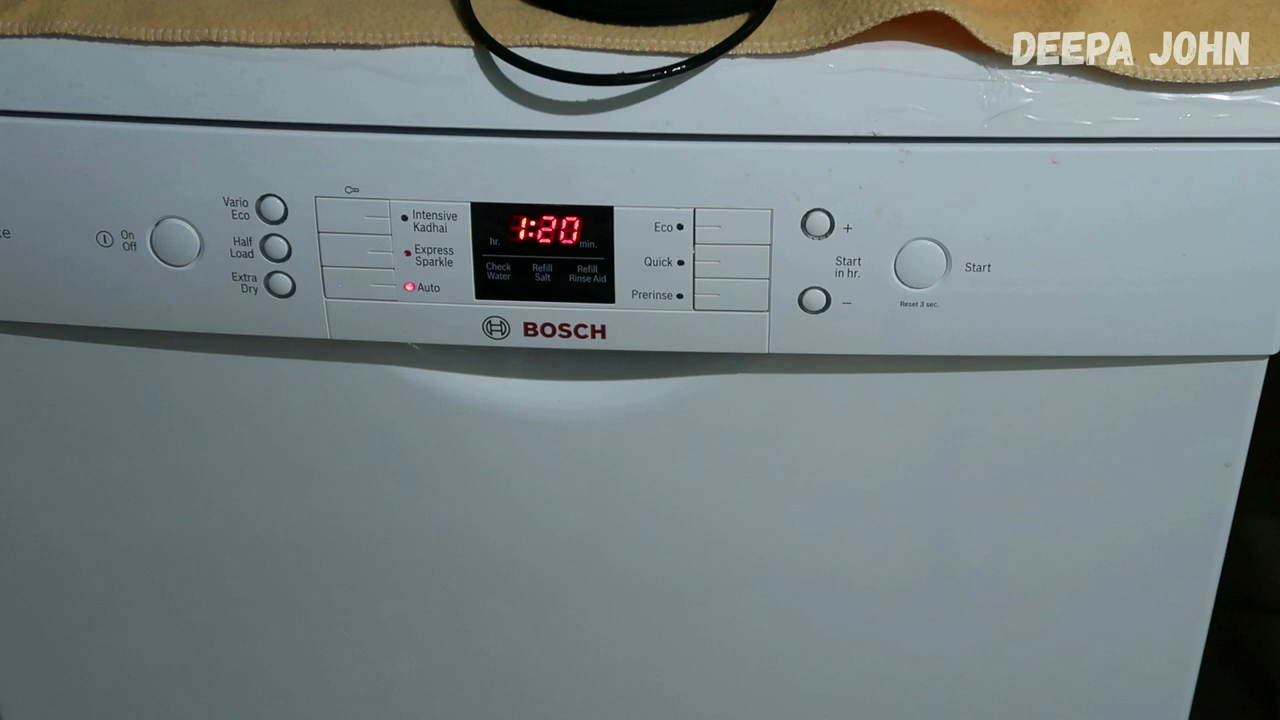 DEEPA JOHN
On
Off
Vario
Eco
Half
Load
Extra
Dry
Intensive
Kadhai
Express
Sparkle
Auto
1:20
hr.
min.
Check
Water
Refill
Salt
Refill
Rinse Aid
Eco
Quick
Prerinse
+
Start
in hr.
–
Start
Reset 3 sec.
BOSCH